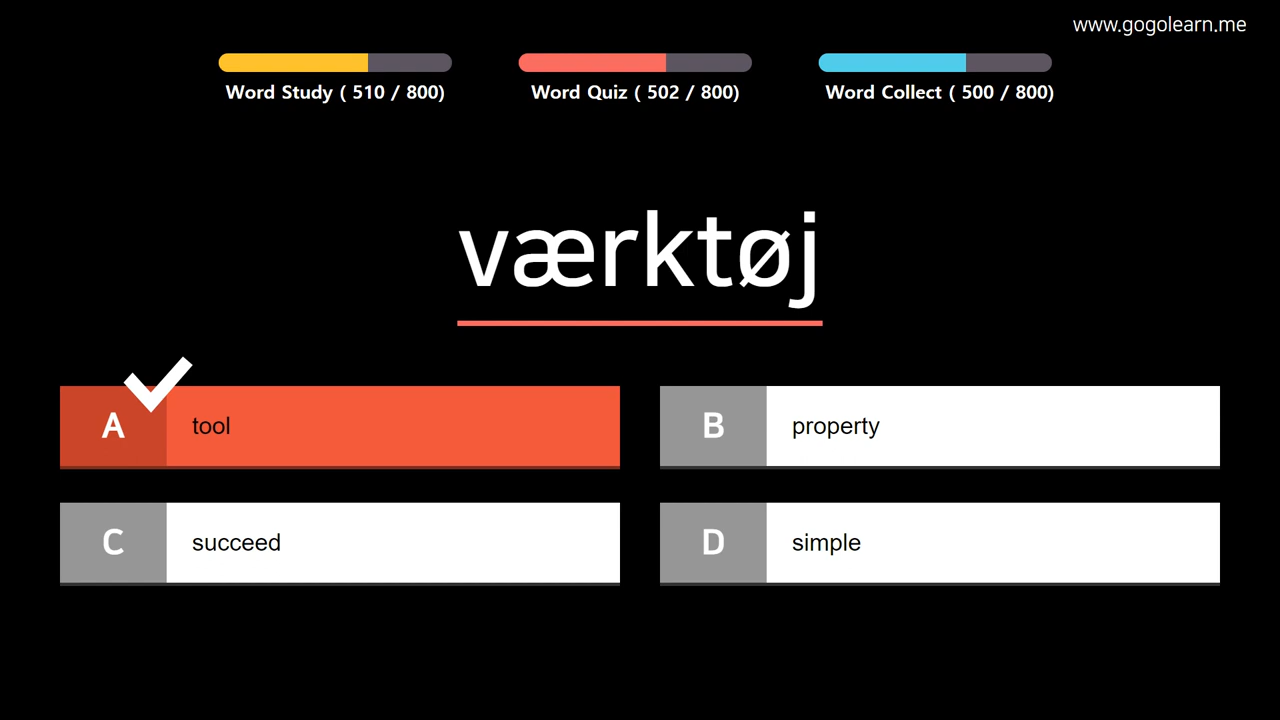 www.gogolearn.me
Word Study ( 510 / 800)
Word Quiz ( 502 / 800)
Word Collect ( 500 / 800)
værktøj
A
tool
B
property
C
succeed
D
simple